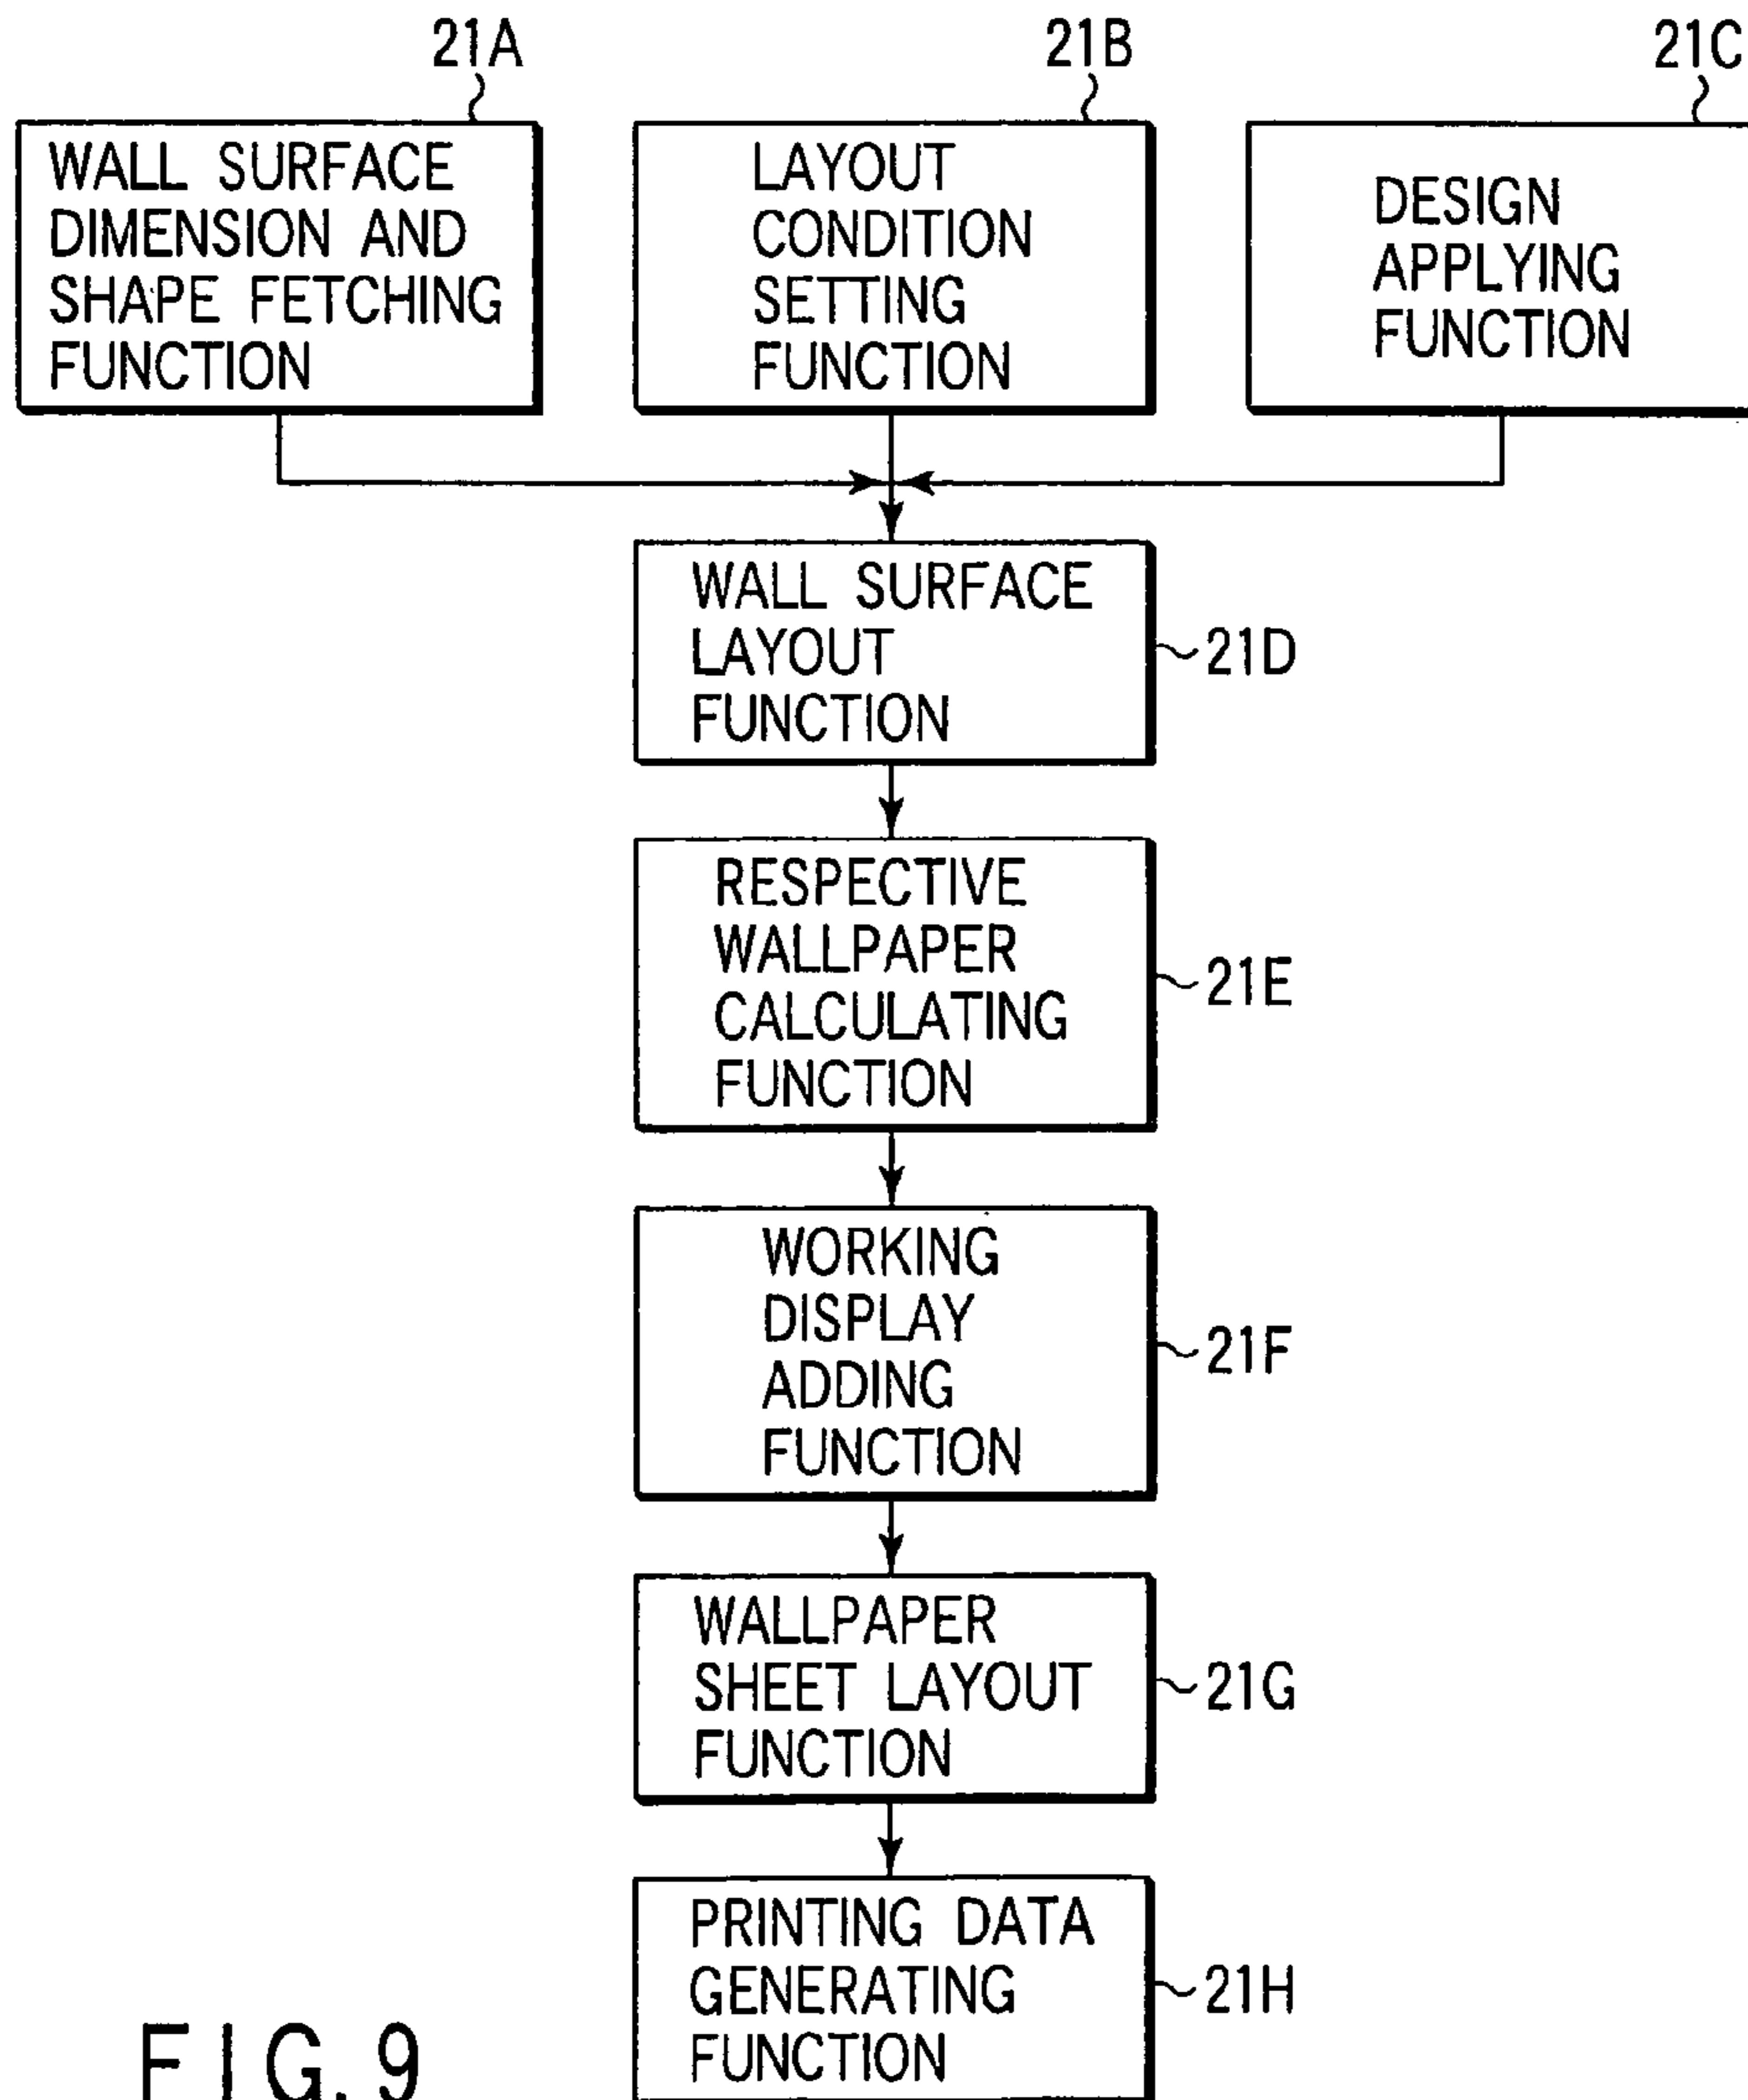 21A
21B
21C
WALL SURFACE
DIMENSION AND
SHAPE FETCHING
FUNCTION
LAYOUT
CONDITION
SETTING
FUNCTION
DESIGN
APPLYING
FUNCTION
WALL SURFACE
LAYOUT
FUNCTION
21D
RESPECTIVE
WALLPAPER
CALCULATING
FUNCTION
21E
WORKING
DISPLAY
ADDING
FUNCTION
21F
WALLPAPER
SHEET LAYOUT
FUNCTION
21G
PRINTING DATA
GENERATING
FUNCTION
21H
FIG. 9